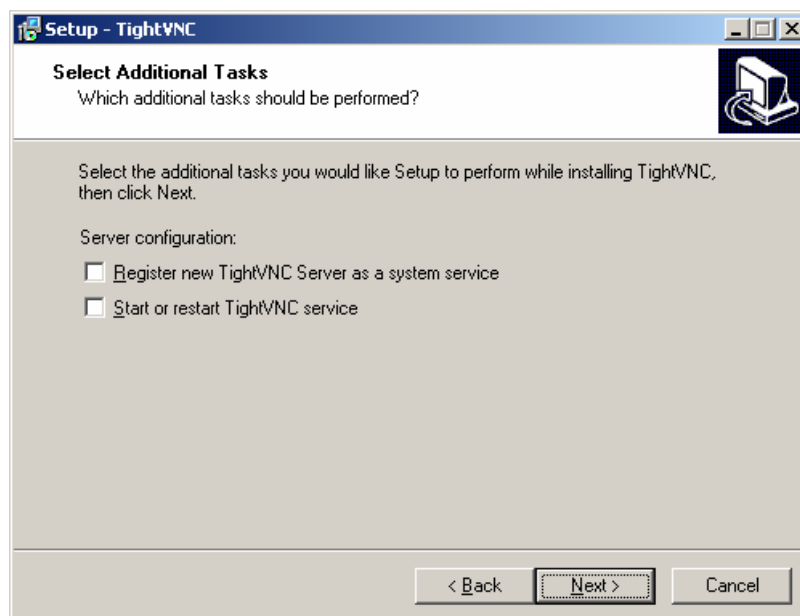 Setup - TightVNC
Select Additional Tasks
Which additional tasks should be performed?
Select the additional tasks you would like Setup to perform while installing TightVNC,
then click Next.
Server configuration:
Register new TightVNC Server as a system service
Start or restart TightVNC service
< Back
Next >
Cancel